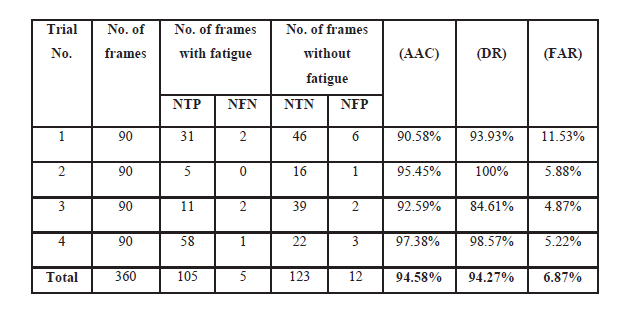 Trial No. No. of frames No. of frames with fatigue No. of frames without fatigue (AAC) (DR) (FAR)
NTP NFN NTN NFP
1 90 31 2 46 6 90.58% 93.93% 11.53%
2 90 5 0 16 1 95.45% 100% 5.88%
3 90 11 2 39 2 92.59% 84.61% 4.87%
4 90 58 1 22 3 97.38% 98.57% 5.22%
Total 360 105 5 123 12 94.58% 94.27% 6.87%